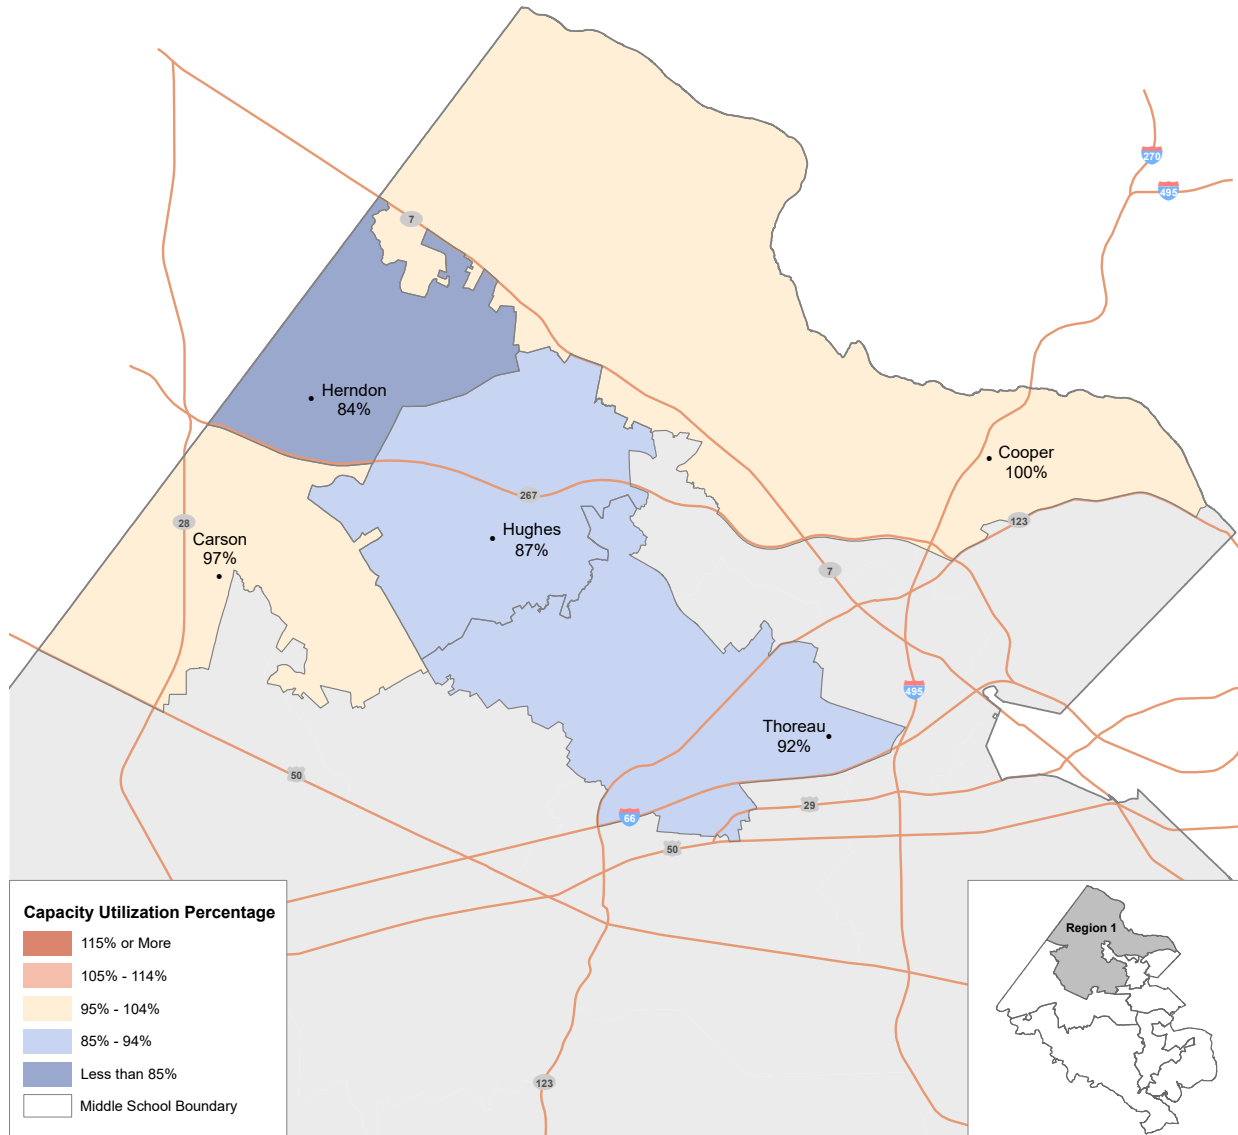 270
495
7
Herndon
84%
Cooper
100%
267
28
123
Hughes
87%
Carson
97%
7
495
Thoreau
92%
50
29
66
50
123
Capacity Utilization Percentage
115% or More
105% - 114%
95% - 104%
85% - 94%
Less than 85%
Middle School Boundary
Region 1